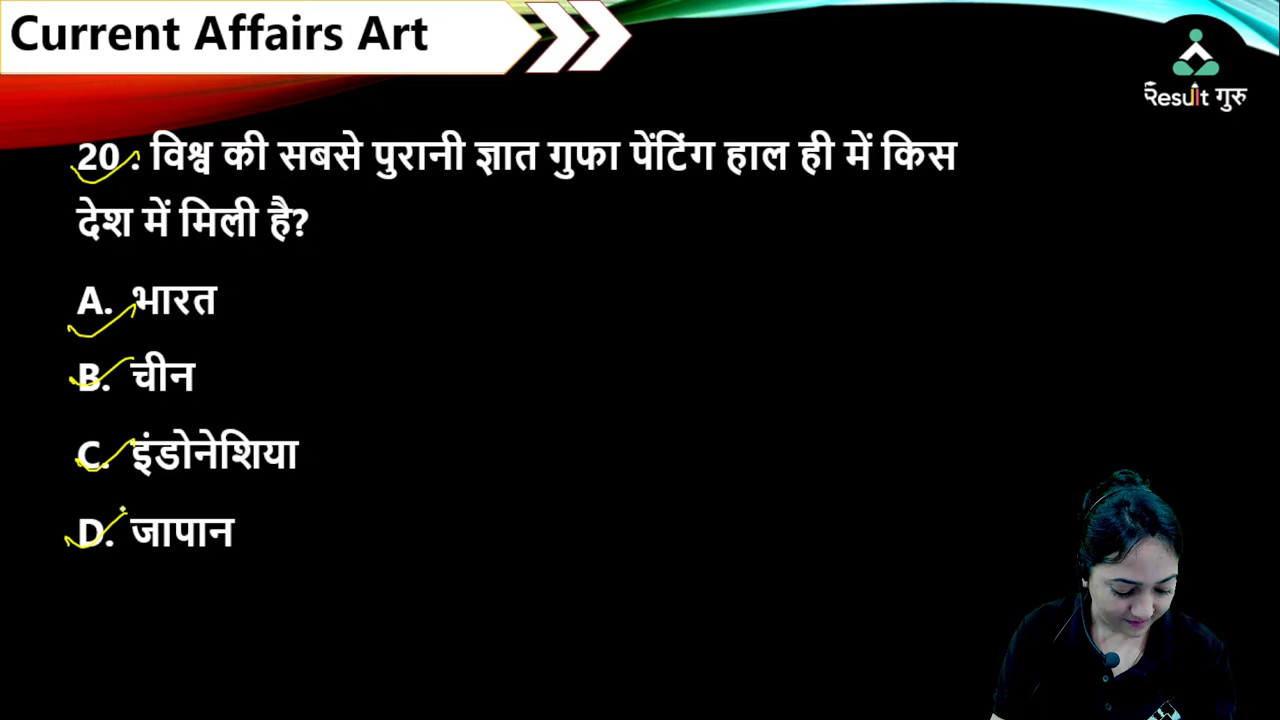 Current Affairs Art
Result गुरु
20 . विश्व की सबसे पुरानी ज्ञात गुफा पेंटिंग हाल ही में किस
देश में मिली है?
A. भारत
B. चीन
C. इंडोनेशिया
D. जापान